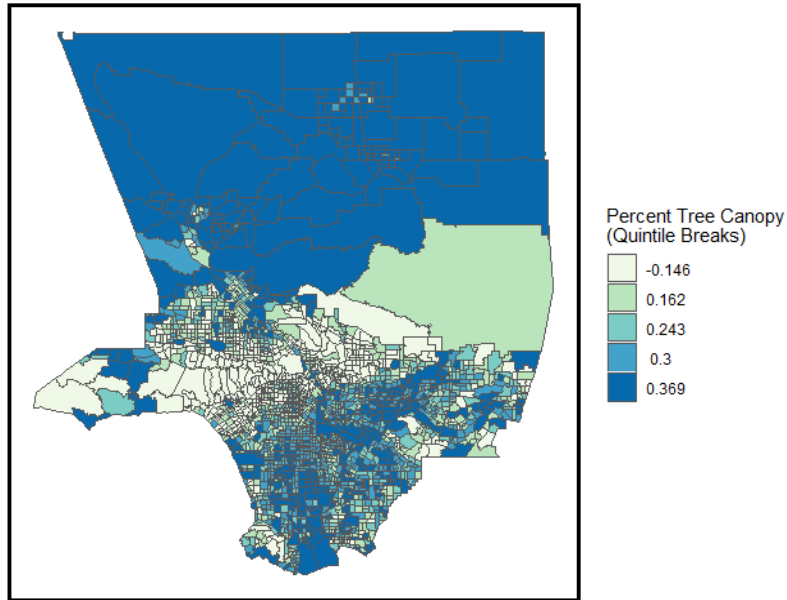 Percent Tree Canopy
(Quintile Breaks)
-0.146
0.162
0.243
0.3
0.369